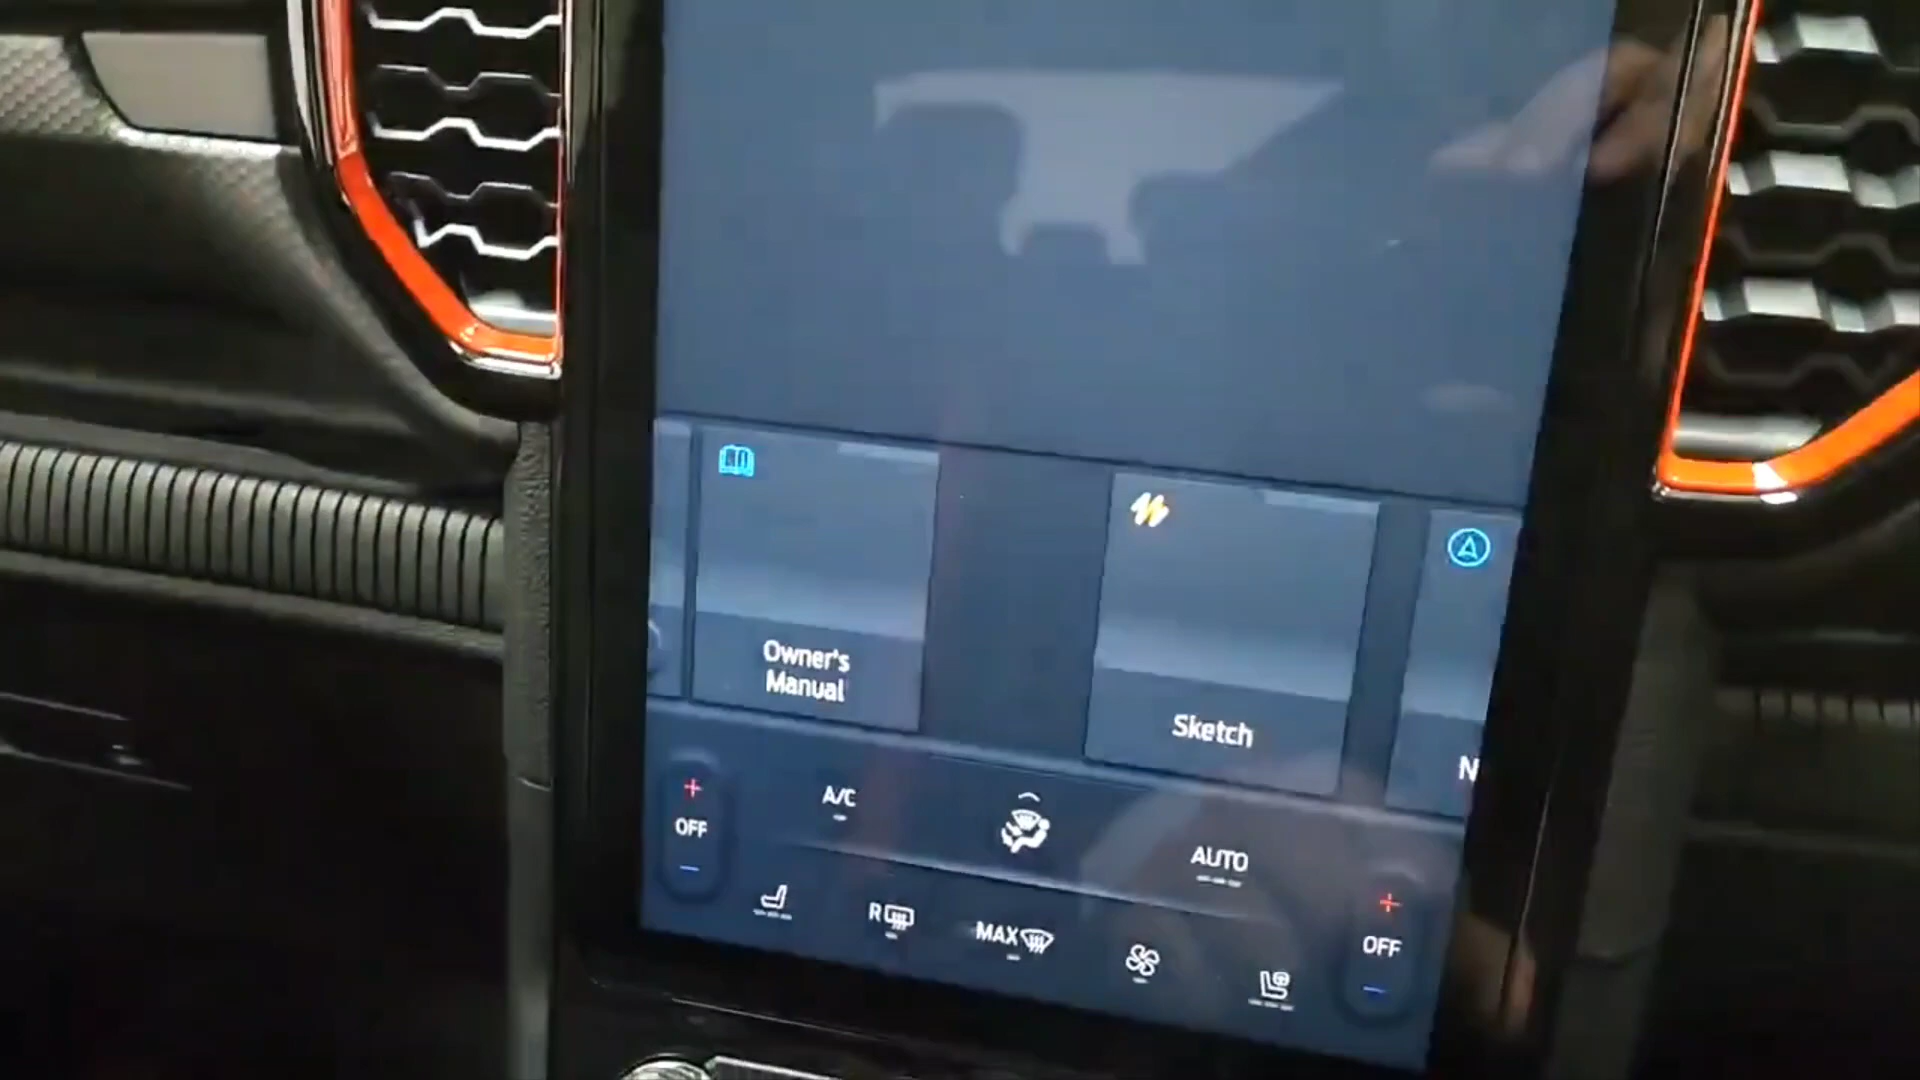 Owner's
Manual
Sketch
N
OFF
A/C
AUTO
OFF
R
MAX